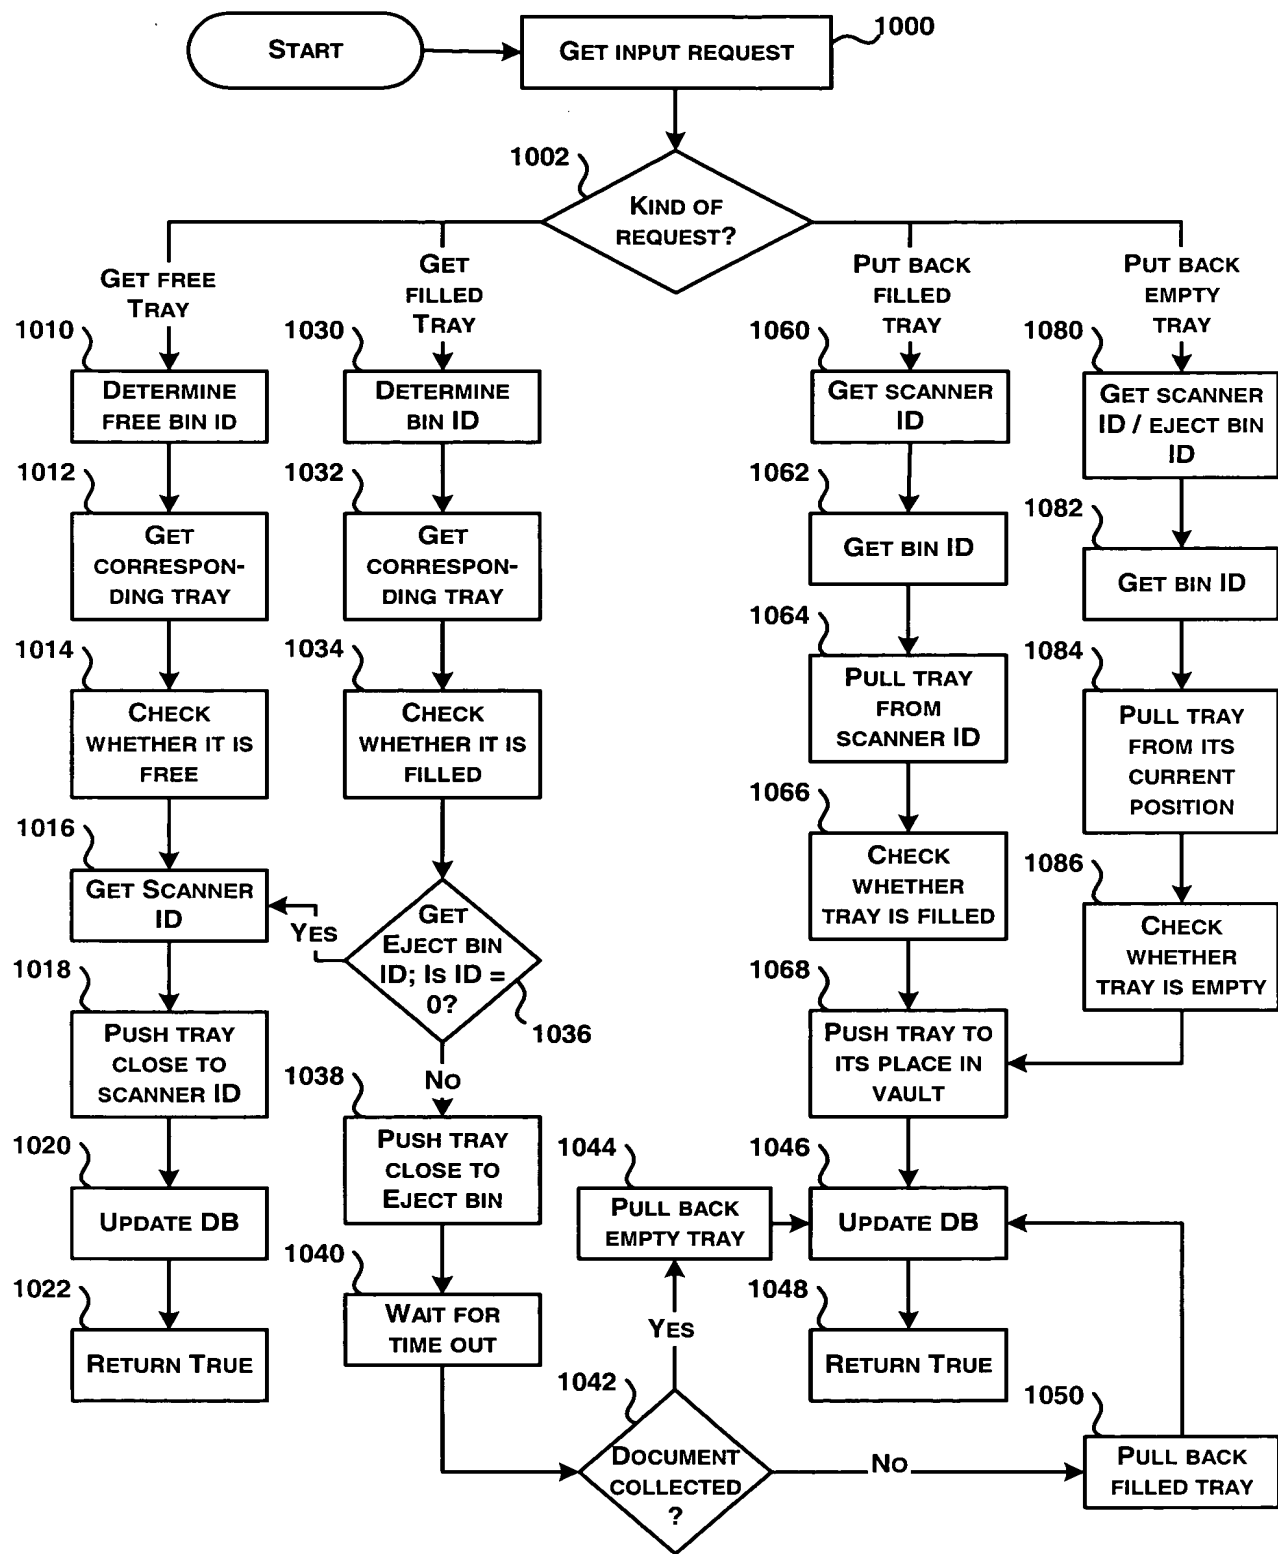 START
GET INPUT REQUEST
1000
1002
KIND OF
REQUEST?
GET FREE
TRAY
GET
FILLED
TRAY
PUT BACK
FILLED
TRAY
PUT BACK
EMPTY
TRAY
1010
DETERMINE
FREE BIN ID
1012
GET
CORRESPON-
DING TRAY
1014
CHECK
WHETHER IT IS
FREE
1016
GET SCANNER
ID
1018
PUSH TRAY
CLOSE TO
SCANNER ID
1020
UPDATE DB
1022
RETURN TRUE
1030
DETERMINE
BIN ID
1032
GET
CORRESPON-
DING TRAY
1034
CHECK
WHETHER IT IS
FILLED
GET
EJECT BIN
ID; IS ID =
0?
1036
YES
NO
1038
PUSH TRAY
CLOSE TO
EJECT BIN
1040
WAIT FOR
TIME OUT
1042
DOCUMENT
COLLECTED
?
YES
NO
1044
PULL BACK
EMPTY TRAY
1060
GET SCANNER
ID
1062
GET BIN ID
1064
PULL TRAY
FROM
SCANNER ID
1066
CHECK
WHETHER
TRAY IS FILLED
1068
PUSH TRAY TO
ITS PLACE IN
VAULT
1046
UPDATE DB
1048
RETURN TRUE
1080
GET SCANNER
ID / EJECT BIN
ID
1082
GET BIN ID
1084
PULL TRAY
FROM ITS
CURRENT
POSITION
1086
CHECK
WHETHER
TRAY IS EMPTY
1050
PULL BACK
FILLED TRAY